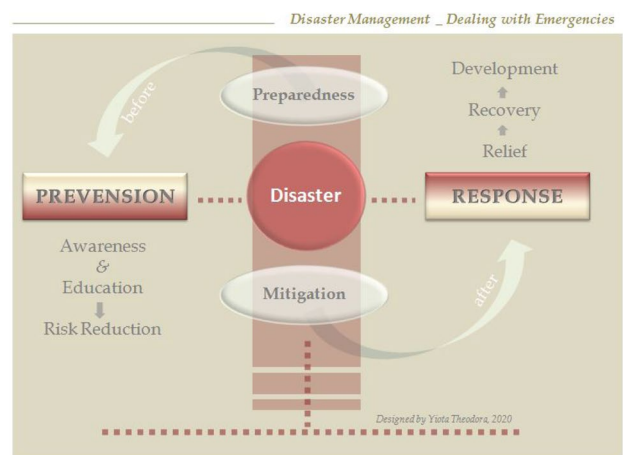 Disaster Management _ Dealing with Emergencies
before
Preparedness
Development
Recovery
Relief
PREVENSION
Disaster
RESPONSE
Awareness
&
Education
Risk Reduction
Mitigation
after
Designed by Yiota Theodora, 2020